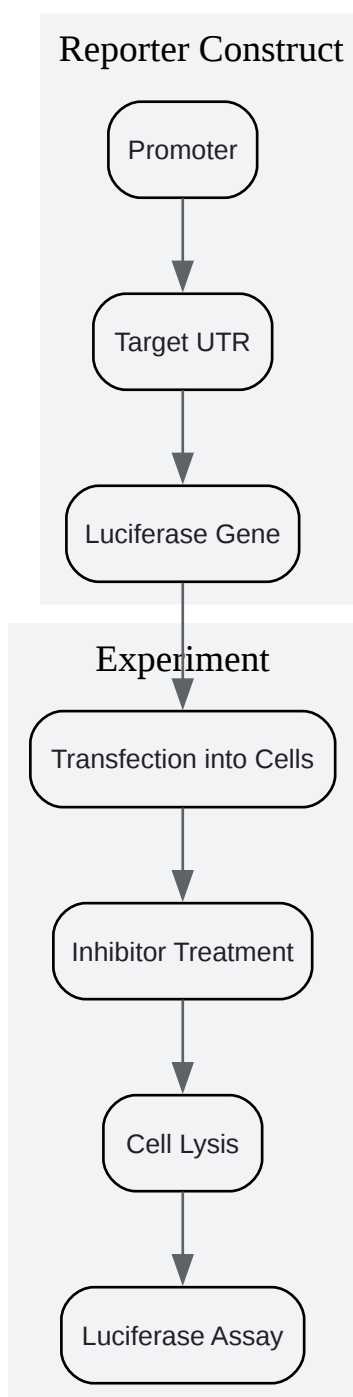 Reporter Construct
Promoter
Target UTR
Luciferase Gene
Experiment
Transfection into Cells
Inhibitor Treatment
Cell Lysis
Luciferase Assay